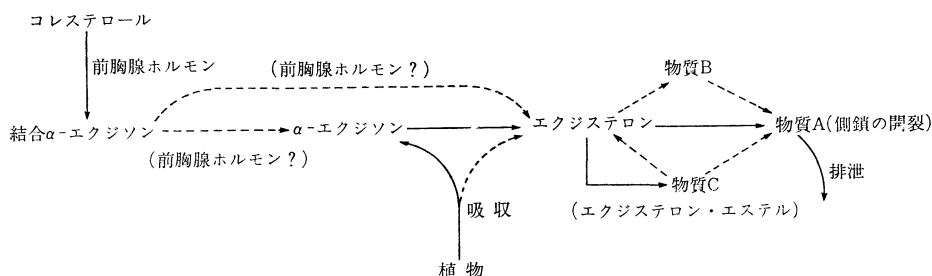 コレステロール
前胸腺ホルモン
(前胸腺ホルモン?)
物質B
結合α-エクジソン
α-エクジソン
エクジステロン
物質A(側鎖の開裂)
(前胸腺ホルモン?)
排泄
物質C
吸収
(エクジステロン・エステル)
植物